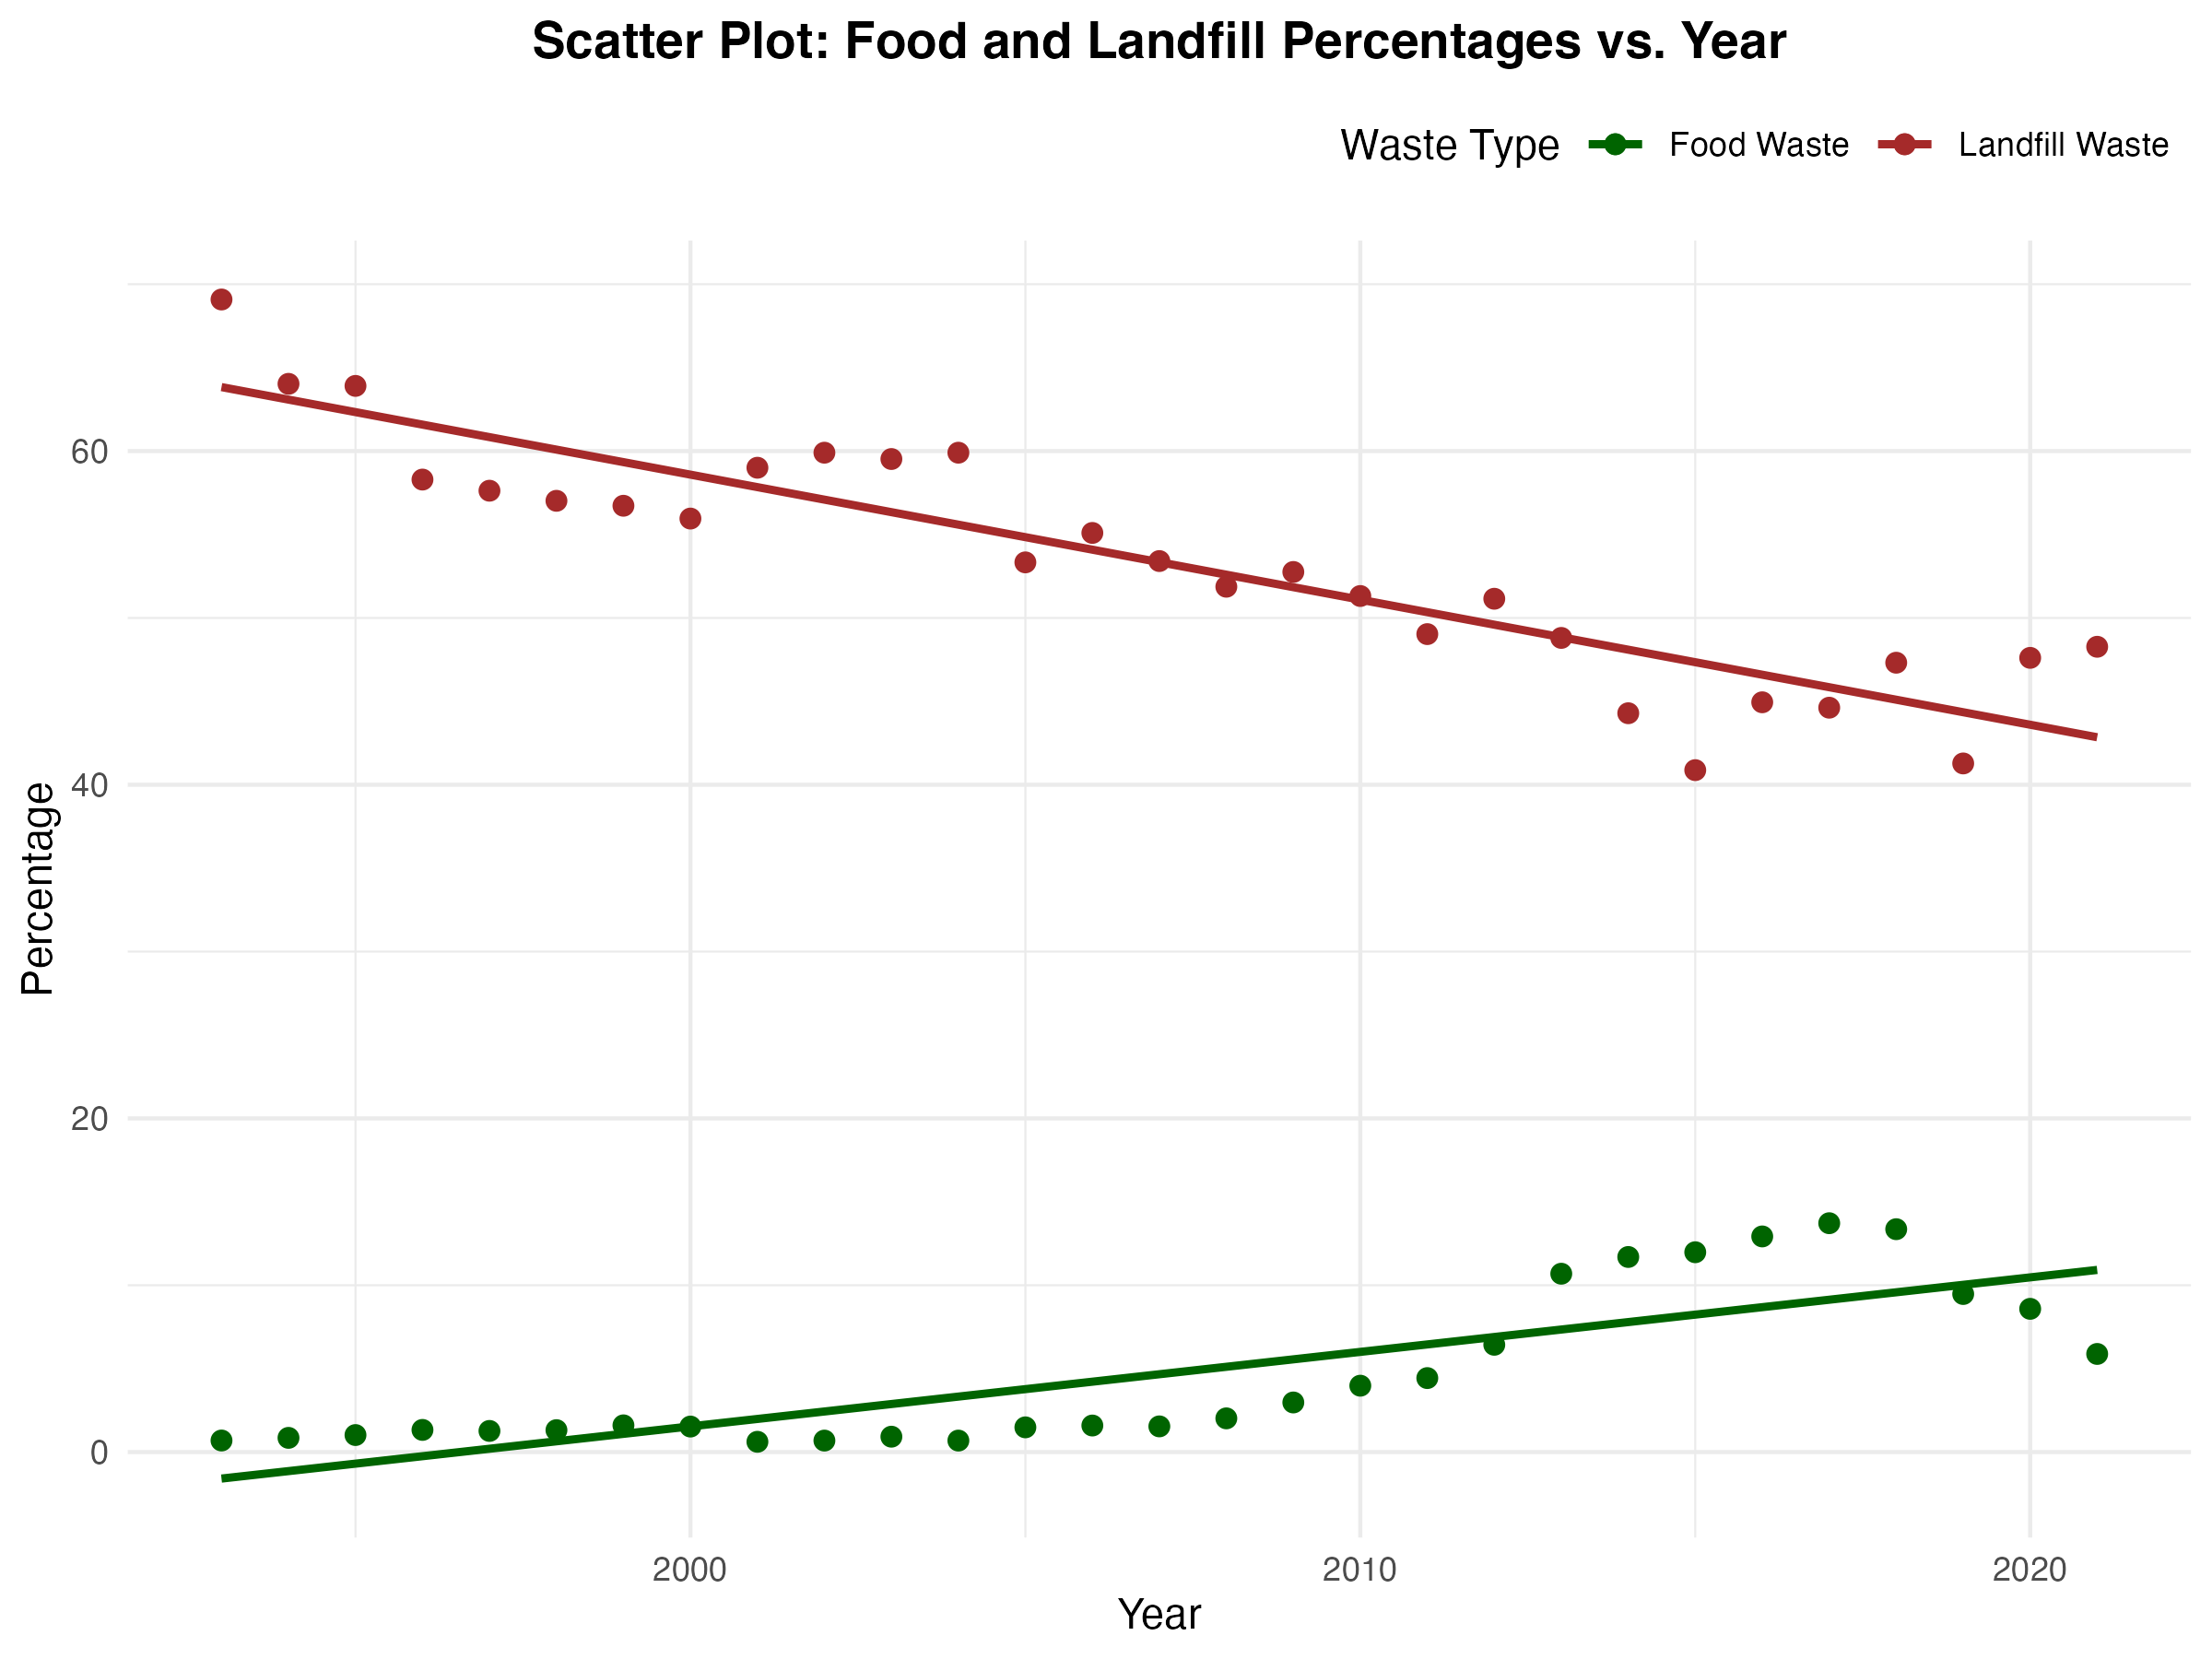 Scatter Plot: Food and Landfill Percentages vs. Year
Waste Type Food Waste Landfill Waste
60
40
20
0
Percentage
2000 2010 2020
Year